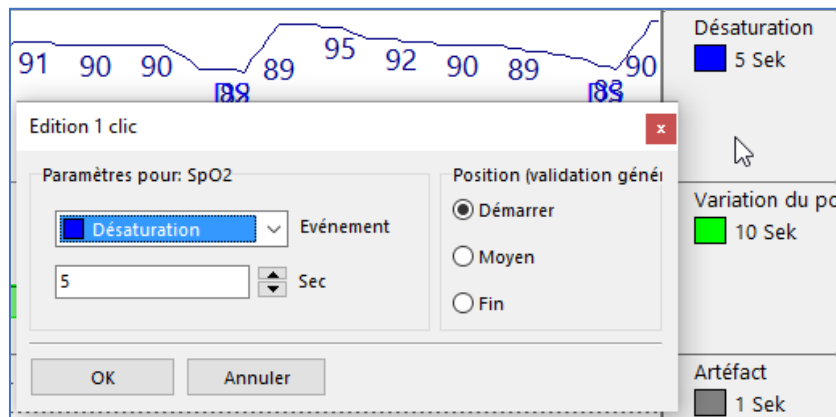 91 90 90 89 95 92 90 89 90
Désaturation
5 Sek
Edition 1 clic
Paramètres pour: SpO2
Désaturation
Evénement
5
Sec
Position (validation génér
Démarrer
Moyen
Fin
OK
Annuler
Variation du po
10 Sek
Artéfact
1 Sek